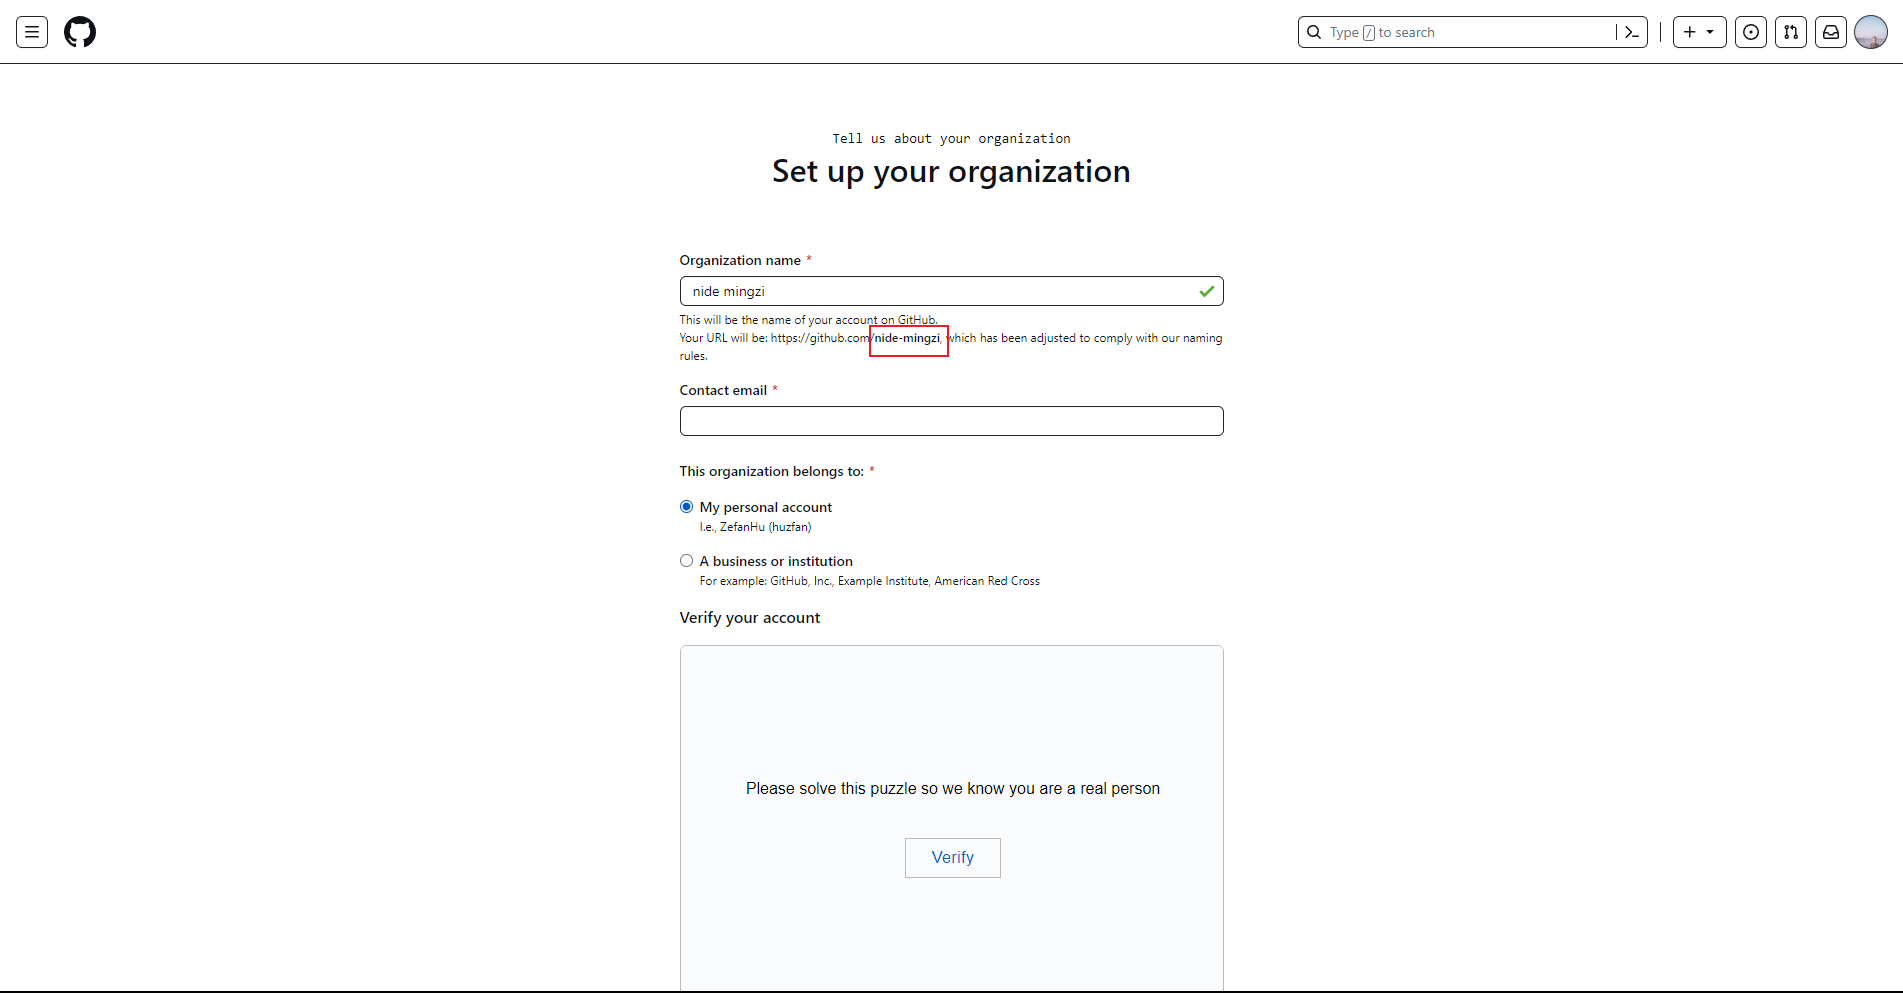 Type / to search
Tell us about your organization
Set up your organization
Organization name *
nide mingzi
This will be the name of your account on GitHub.
Your URL will be: https://github.com/nide-mingzi, which has been adjusted to comply with our naming
rules.
Contact email *
This organization belongs to: *
My personal account
I.e., ZefanHu (huzfan)
A business or institution
For example: GitHub, Inc., Example Institute, American Red Cross
Verify your account
Please solve this puzzle so we know you are a real person
Verify